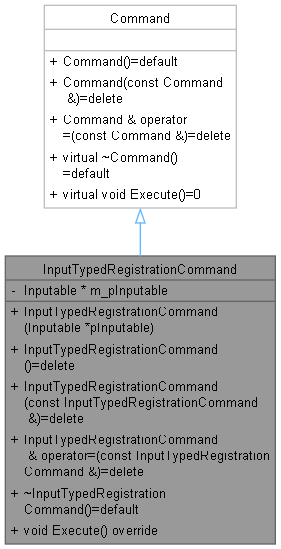 Command
+ Command()=default
+ Command(const Command
&)=delete
+ Command & operator
=(const Command &)=delete
+ virtual ~Command()
=default
+ virtual void Execute()=0
InputTypedRegistrationCommand
- Inputable * m_pInputable
+ InputTypedRegistrationCommand
(Inputable *pInputable)
+ InputTypedRegistrationCommand
()=delete
+ InputTypedRegistrationCommand
(const InputTypedRegistrationCommand
&)=delete
+ InputTypedRegistrationCommand
& operator=(const InputTypedRegistration
Command &)=delete
+ ~InputTypedRegistration
Command()=default
+ void Execute() override